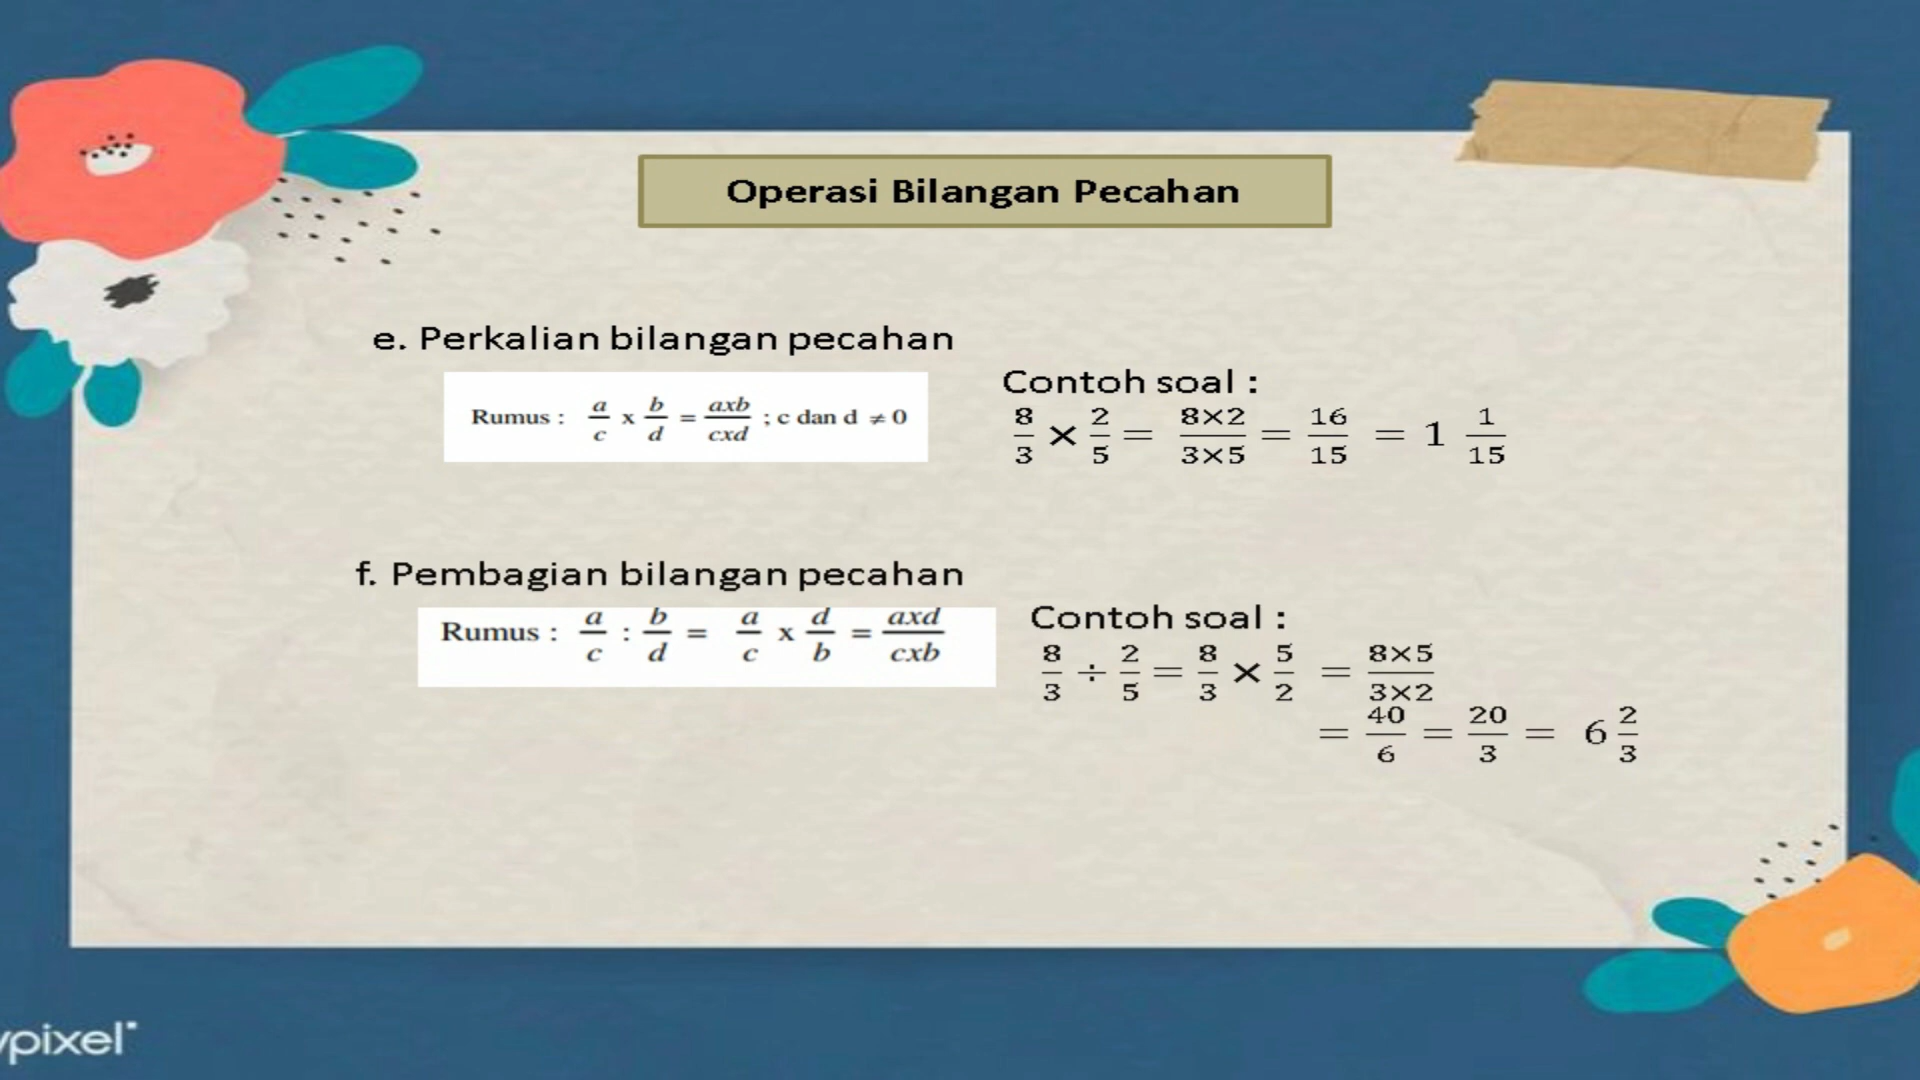 Operasi Bilangan Pecahan
e. Perkalian bilangan pecahan
Rumus : a/c x b/d = axb/cxd ; c dan d ≠ 0
Contoh soal :
8/3 × 2/5 = 8×2/3×5 = 16/15 = 1 1/15
f. Pembagian bilangan pecahan
Rumus : a/c : b/d = a/c x d/b = axd/cxb
Contoh soal :
8/3 ÷ 2/5 = 8/3 × 5/2 = 8×5/3×2
= 40/6 = 20/3 = 6 2/3
pixel